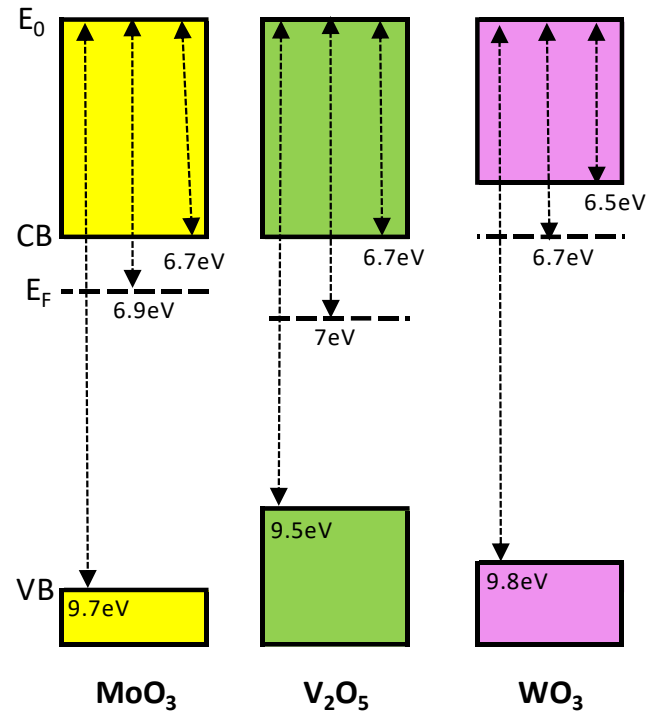 E₀
CB
E_F
VB
6.7eV
6.9eV
9.7eV
6.7eV
7eV
9.5eV
6.5eV
6.7eV
9.8eV
MoO₃
V₂O₅
WO₃